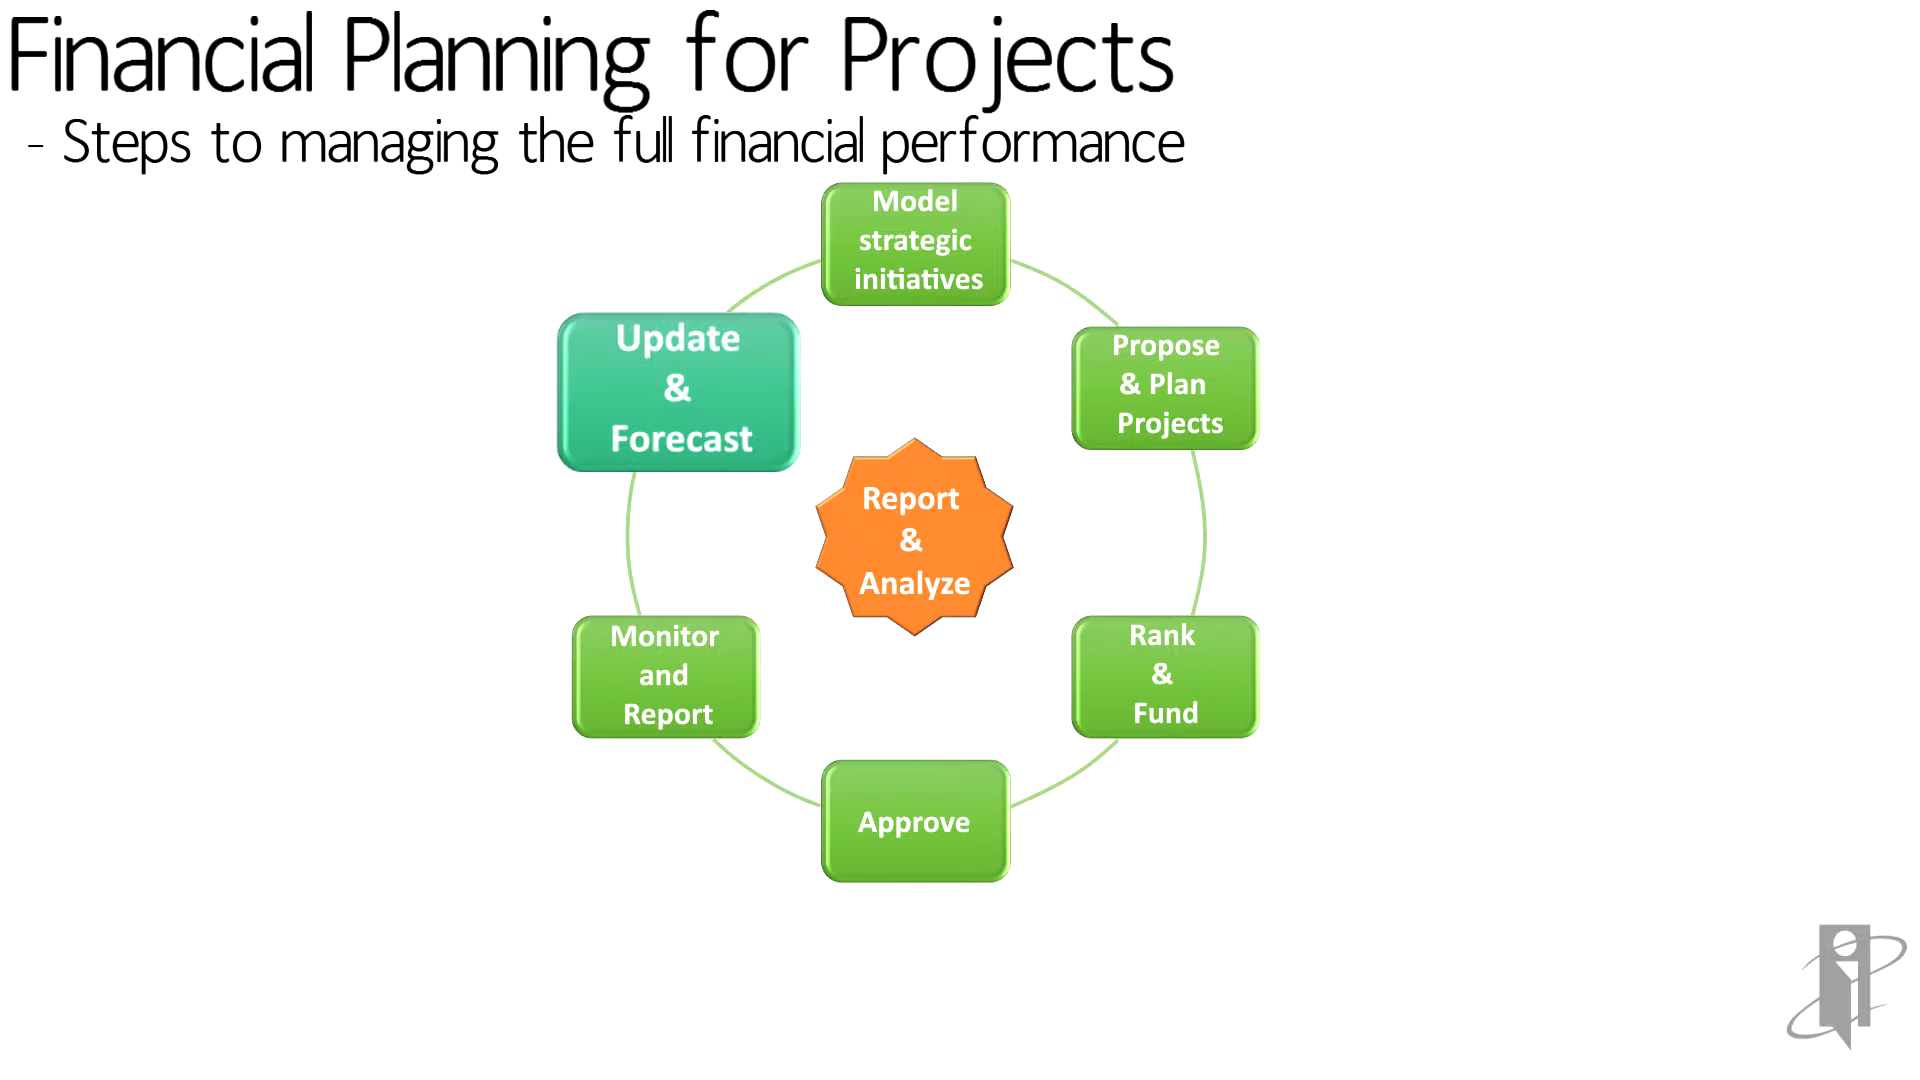 Financial Planning for Projects
- Steps to managing the full financial performance
Model
strategic
initiatives
Propose
& Plan
Projects
Rank
&
Fund
Approve
Monitor
and
Report
Update
&
Forecast
Report
&
Analyze